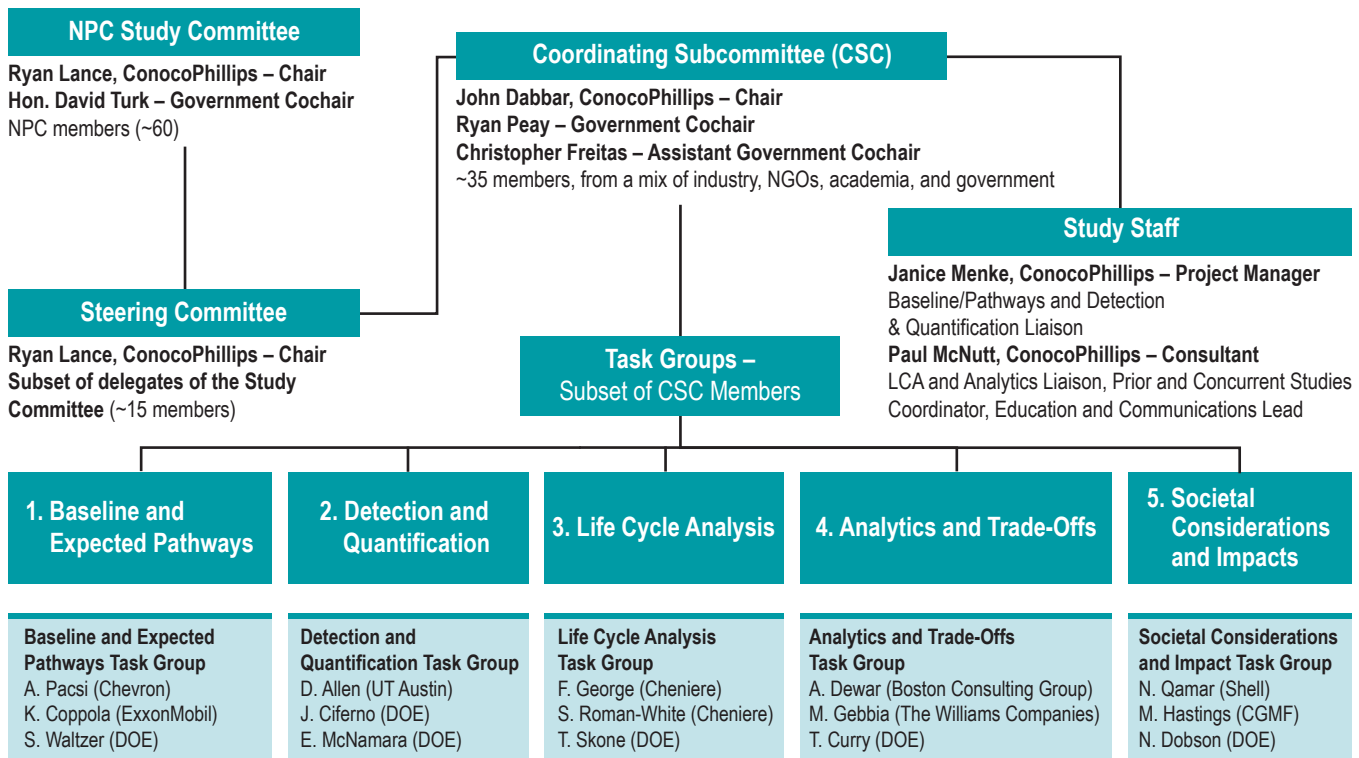 NPC Study Committee
Ryan Lance, ConocoPhillips – Chair
Hon. David Turk – Government Cochair
NPC members (~60)
Coordinating Subcommittee (CSC)
John Dabbar, ConocoPhillips – Chair
Ryan Peay – Government Cochair
Christopher Freitas – Assistant Government Cochair
~35 members, from a mix of industry, NGOs, academia, and government
Study Staff
Janice Menke, ConocoPhillips – Project Manager
Baseline/Pathways and Detection
& Quantification Liaison
Paul McNutt, ConocoPhillips – Consultant
LCA and Analytics Liaison, Prior and Concurrent Studies
Coordinator, Education and Communications Lead
Steering Committee
Ryan Lance, ConocoPhillips – Chair
Subset of delegates of the Study
Committee (~15 members)
Task Groups –
Subset of CSC Members
1. Baseline and
Expected Pathways
2. Detection and
Quantification
3. Life Cycle Analysis
4. Analytics and Trade-Offs
5. Societal
Considerations
and Impacts
Baseline and Expected
Pathways Task Group
A. Pacsi (Chevron)
K. Coppola (ExxonMobil)
S. Waltzer (DOE)
Detection and
Quantification Task Group
D. Allen (UT Austin)
J. Ciferno (DOE)
E. McNamara (DOE)
Life Cycle Analysis
Task Group
F. George (Cheniere)
S. Roman-White (Cheniere)
T. Skone (DOE)
Analytics and Trade-Offs
Task Group
A. Dewar (Boston Consulting Group)
M. Gebbia (The Williams Companies)
T. Curry (DOE)
Societal Considerations
and Impact Task Group
N. Qamar (Shell)
M. Hastings (CGMF)
N. Dobson (DOE)